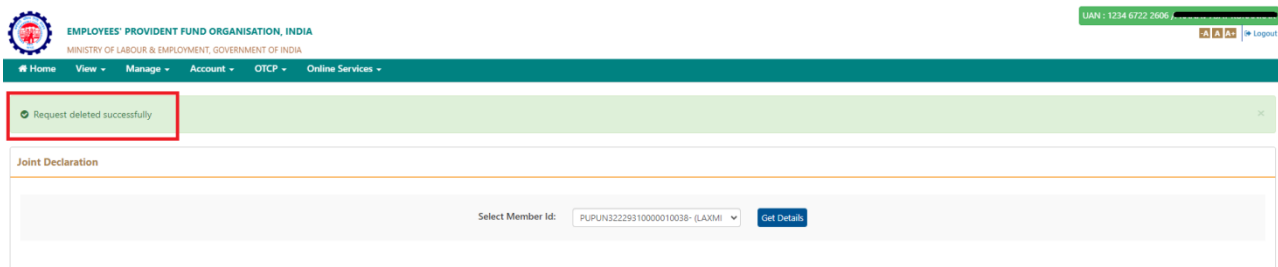 UAN : 1234 6722 2606 /
EMPLOYEES' PROVIDENT FUND ORGANISATION, INDIA
MINISTRY OF LABOUR & EMPLOYMENT, GOVERNMENT OF INDIA
-A A A+ Logout
Home View Manage Account OTCP Online Services
Request deleted successfully ×
Joint Declaration
Select Member Id: PUPUN32229310000010038- (LAXMI Get Details